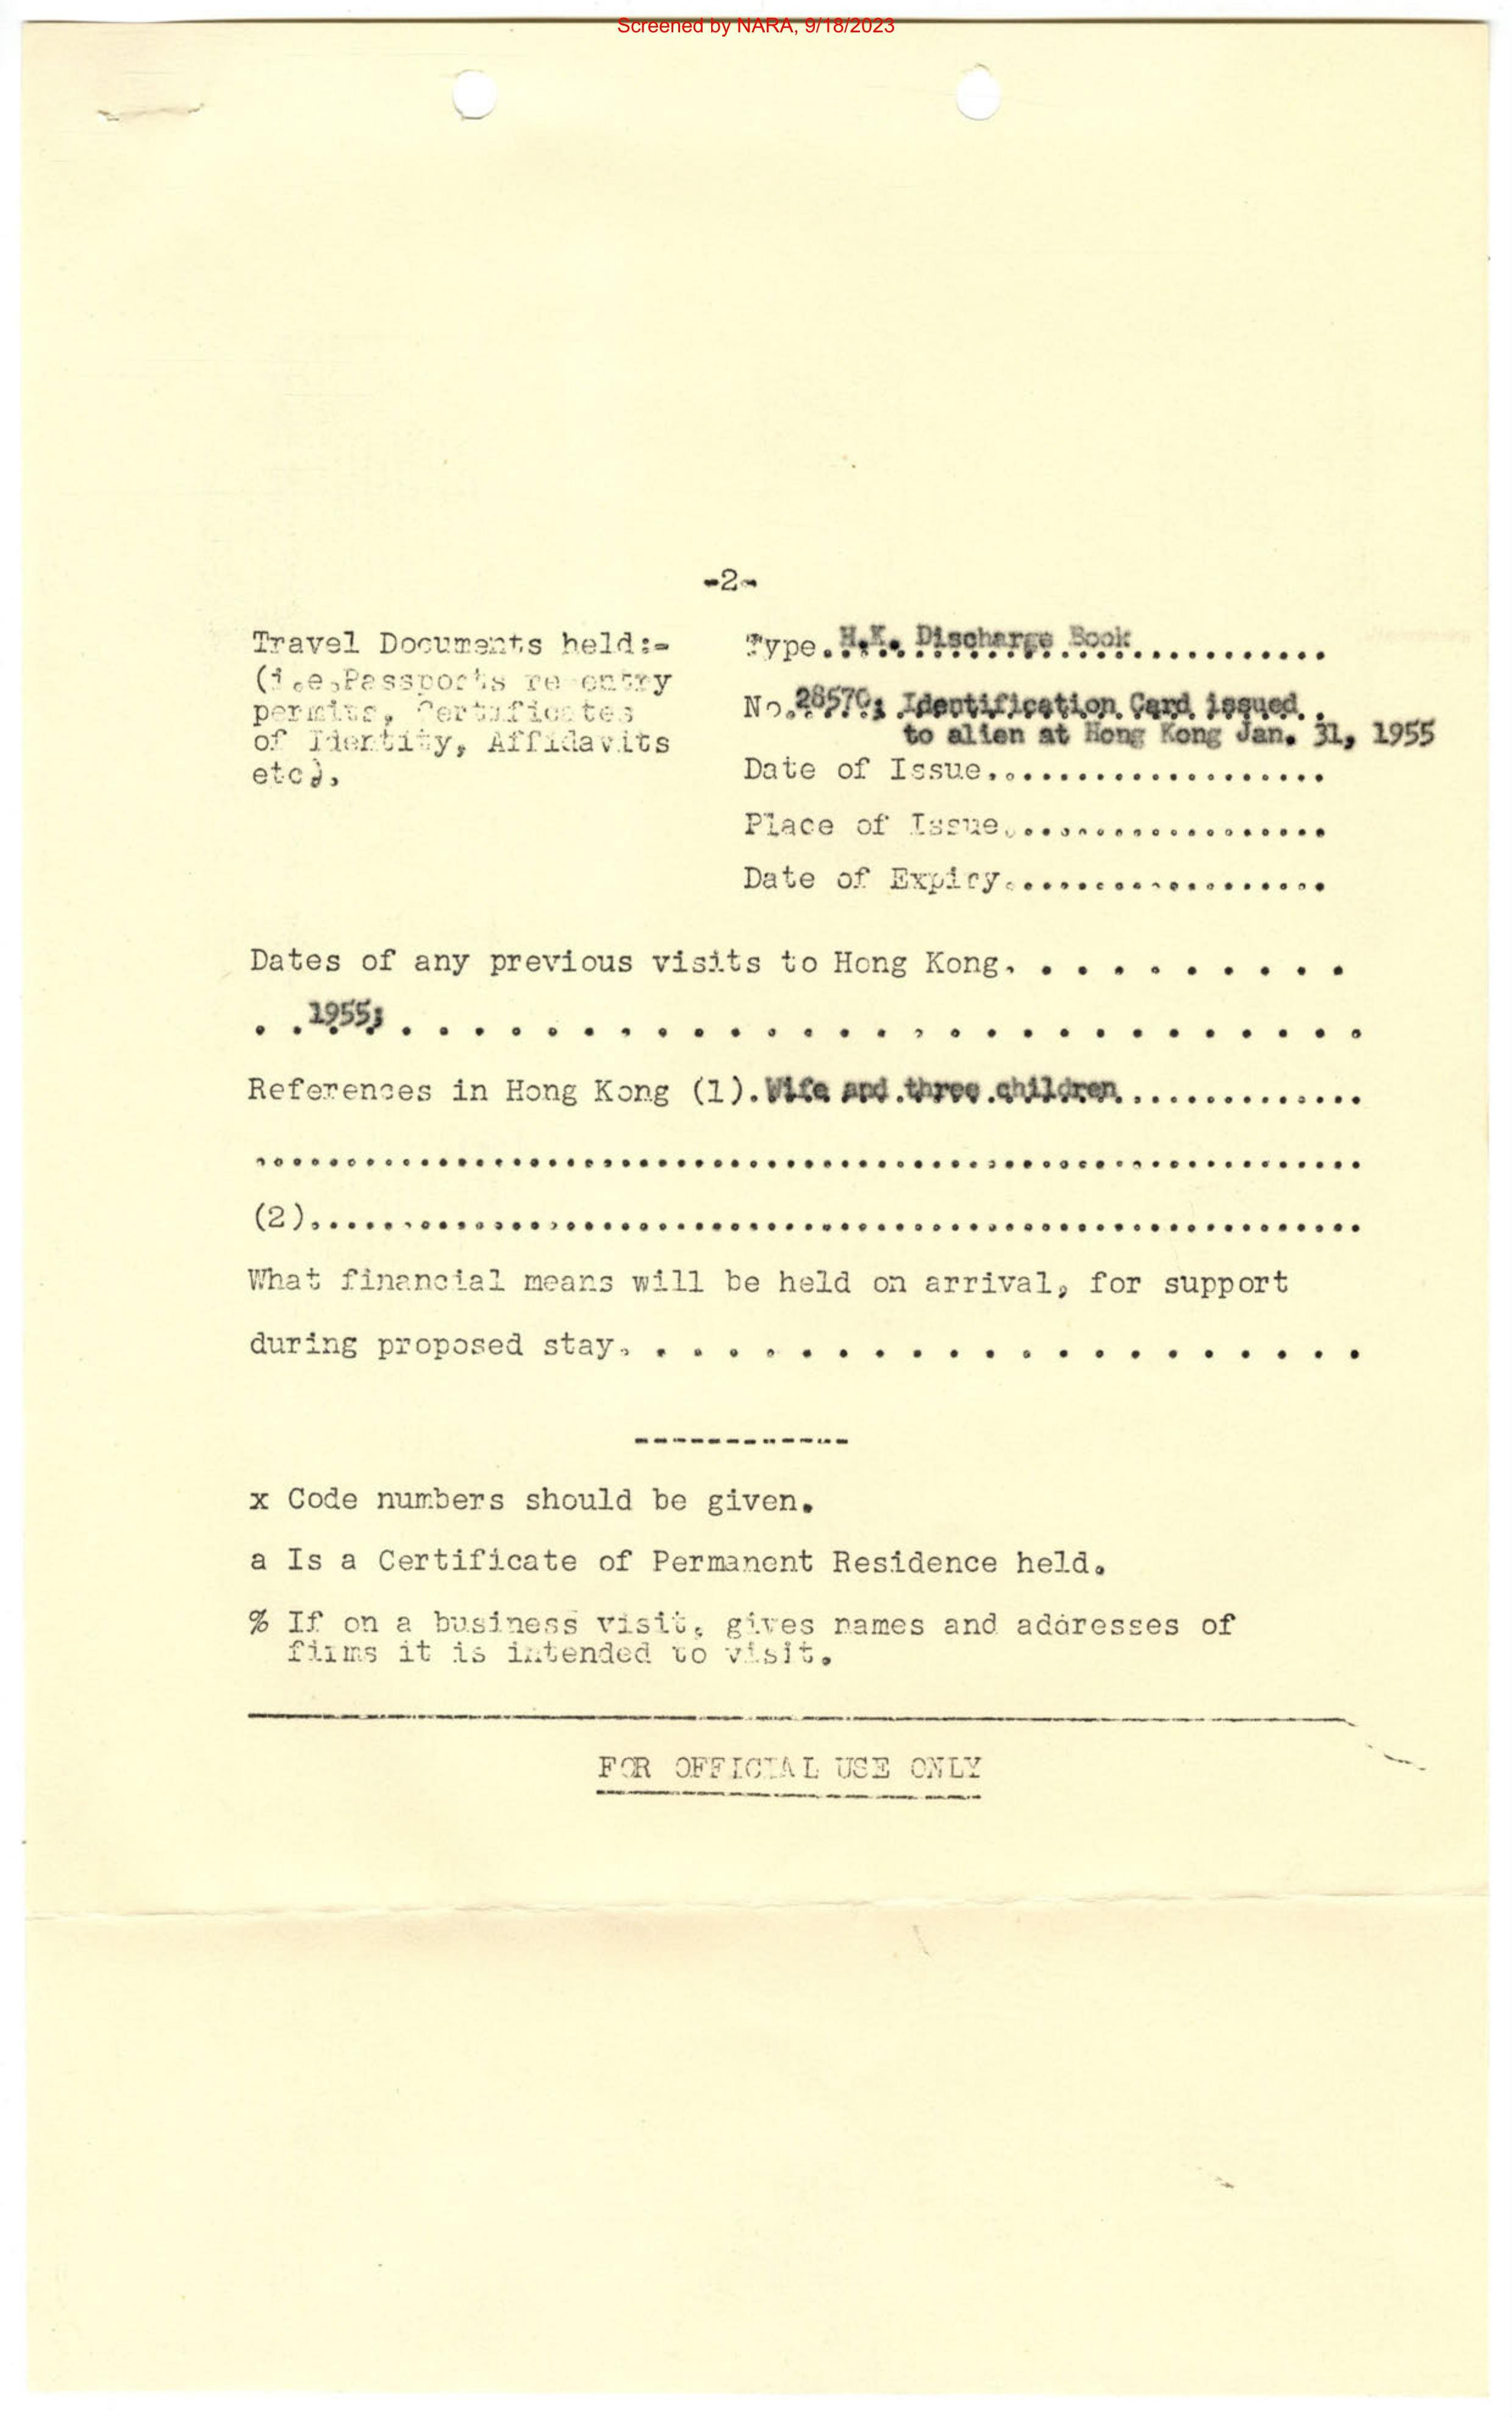 Screened by NARA, 9/18/2023
-2-
Travel Documents held:-
(i.e.Passports re-entry
permits, Certificates
of Identity, Affidavits
etc).
Type. H.K. Discharge Book
No. 28570; Identification Card issued
to alien at Hong Kong Jan. 31, 1955
Date of Issue
Place of Issue
Date of Expiry
Dates of any previous visits to Hong Kong.
1955;
References in Hong Kong (1). Wife and three children
(2)
What financial means will be held on arrival, for support
during proposed stay.
x Code numbers should be given.
a Is a Certificate of Permanent Residence held.
% If on a business visit, gives names and addresses of
firms it is intended to visit.
FOR OFFICIAL USE ONLY